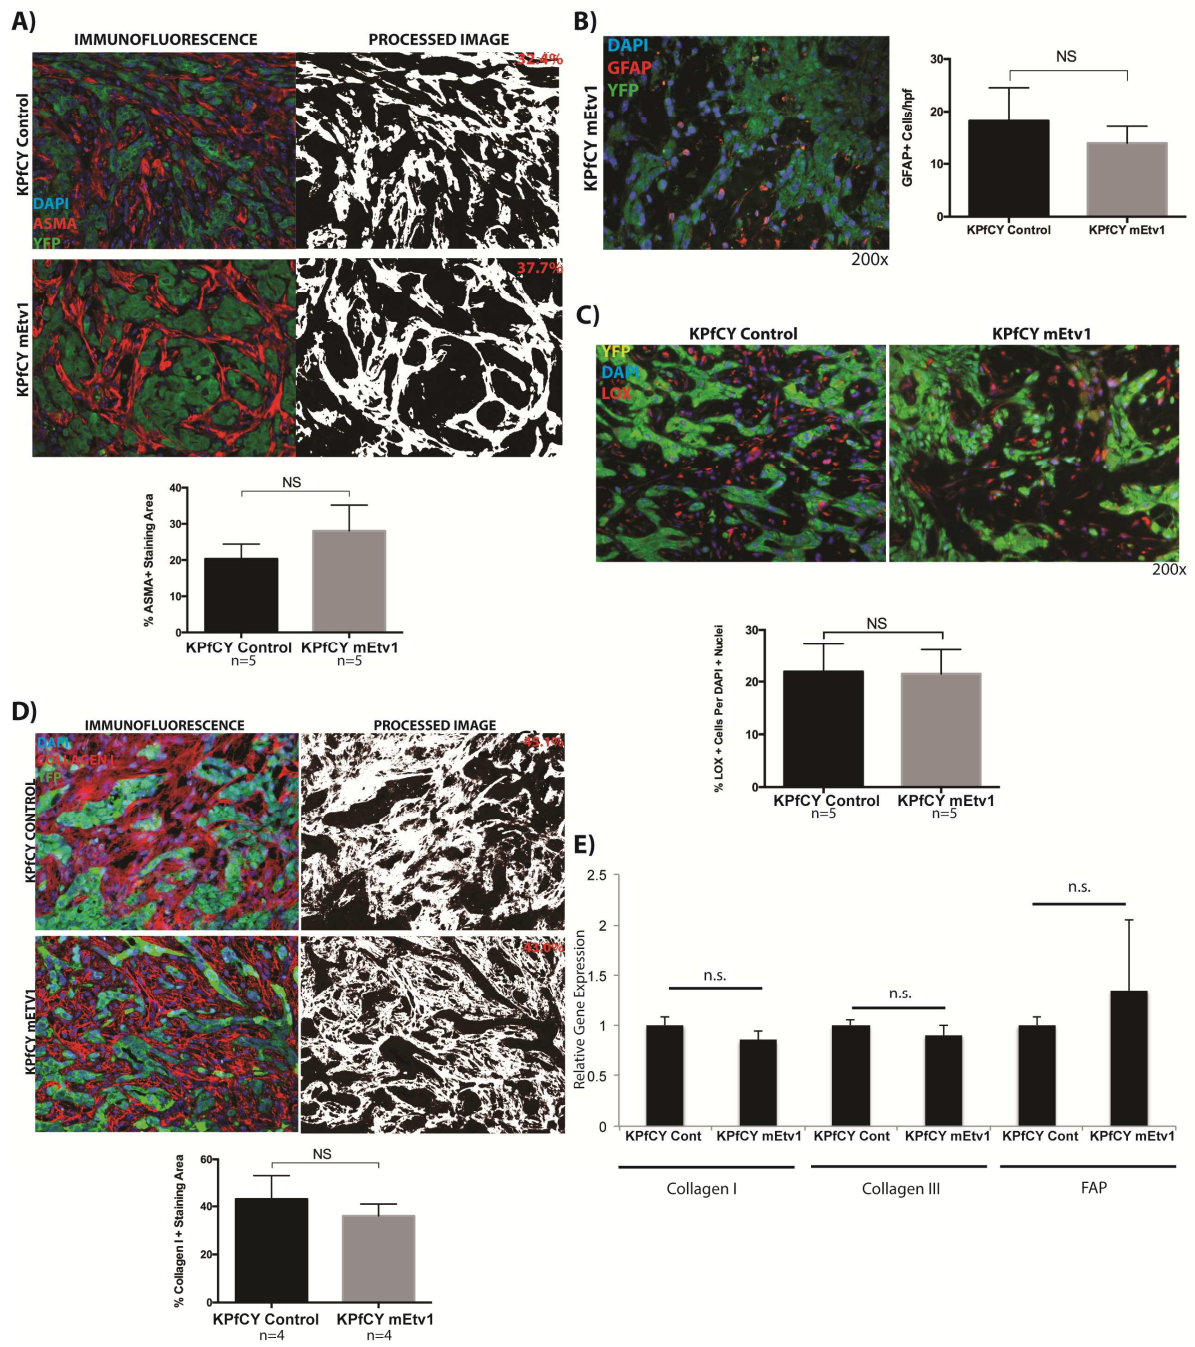 A)
IMMUNOFLUORESCENCE
PROCESSED IMAGE
KPfCY Control
32.4%
DAPI
ASMA
YFP
KPfCY mEtv1
37.7%
% ASMA+ Staining Area
40
30
20
10
0
NS
KPfCY Control
KPfCY mEtv1
n=5
n=5
B)
KPfCY mEtv1
DAPI
GFAP
YFP
200x
GFAP+ Cells/hpf
30
20
10
0
NS
KPfCY Control
KPfCY mEtv1
C)
KPfCY Control
KPfCY mEtv1
YFP
DAPI
LOX
200x
% LOX + Cells Per DAPI + Nuclei
30
20
10
0
NS
KPfCY Control
KPfCY mEtv1
n=5
n=5
D)
IMMUNOFLUORESCENCE
PROCESSED IMAGE
KPfCY CONTROL
DAPI
COLLAGEN I
YFP
KPfCY mETV1
% Collagen I + Staining Area
60
40
20
0
NS
KPfCY Control
KPfCY mEtv1
n=4
n=4
E)
Relative Gene Expression
2.5
2
1.5
1
0.5
0
n.s.
n.s.
n.s.
KPfCY Cont
KPfCY mEtv1
KPfCY Cont
KPfCY mEtv1
KPfCY Cont
KPfCY mEtv1
Collagen I
Collagen III
FAP